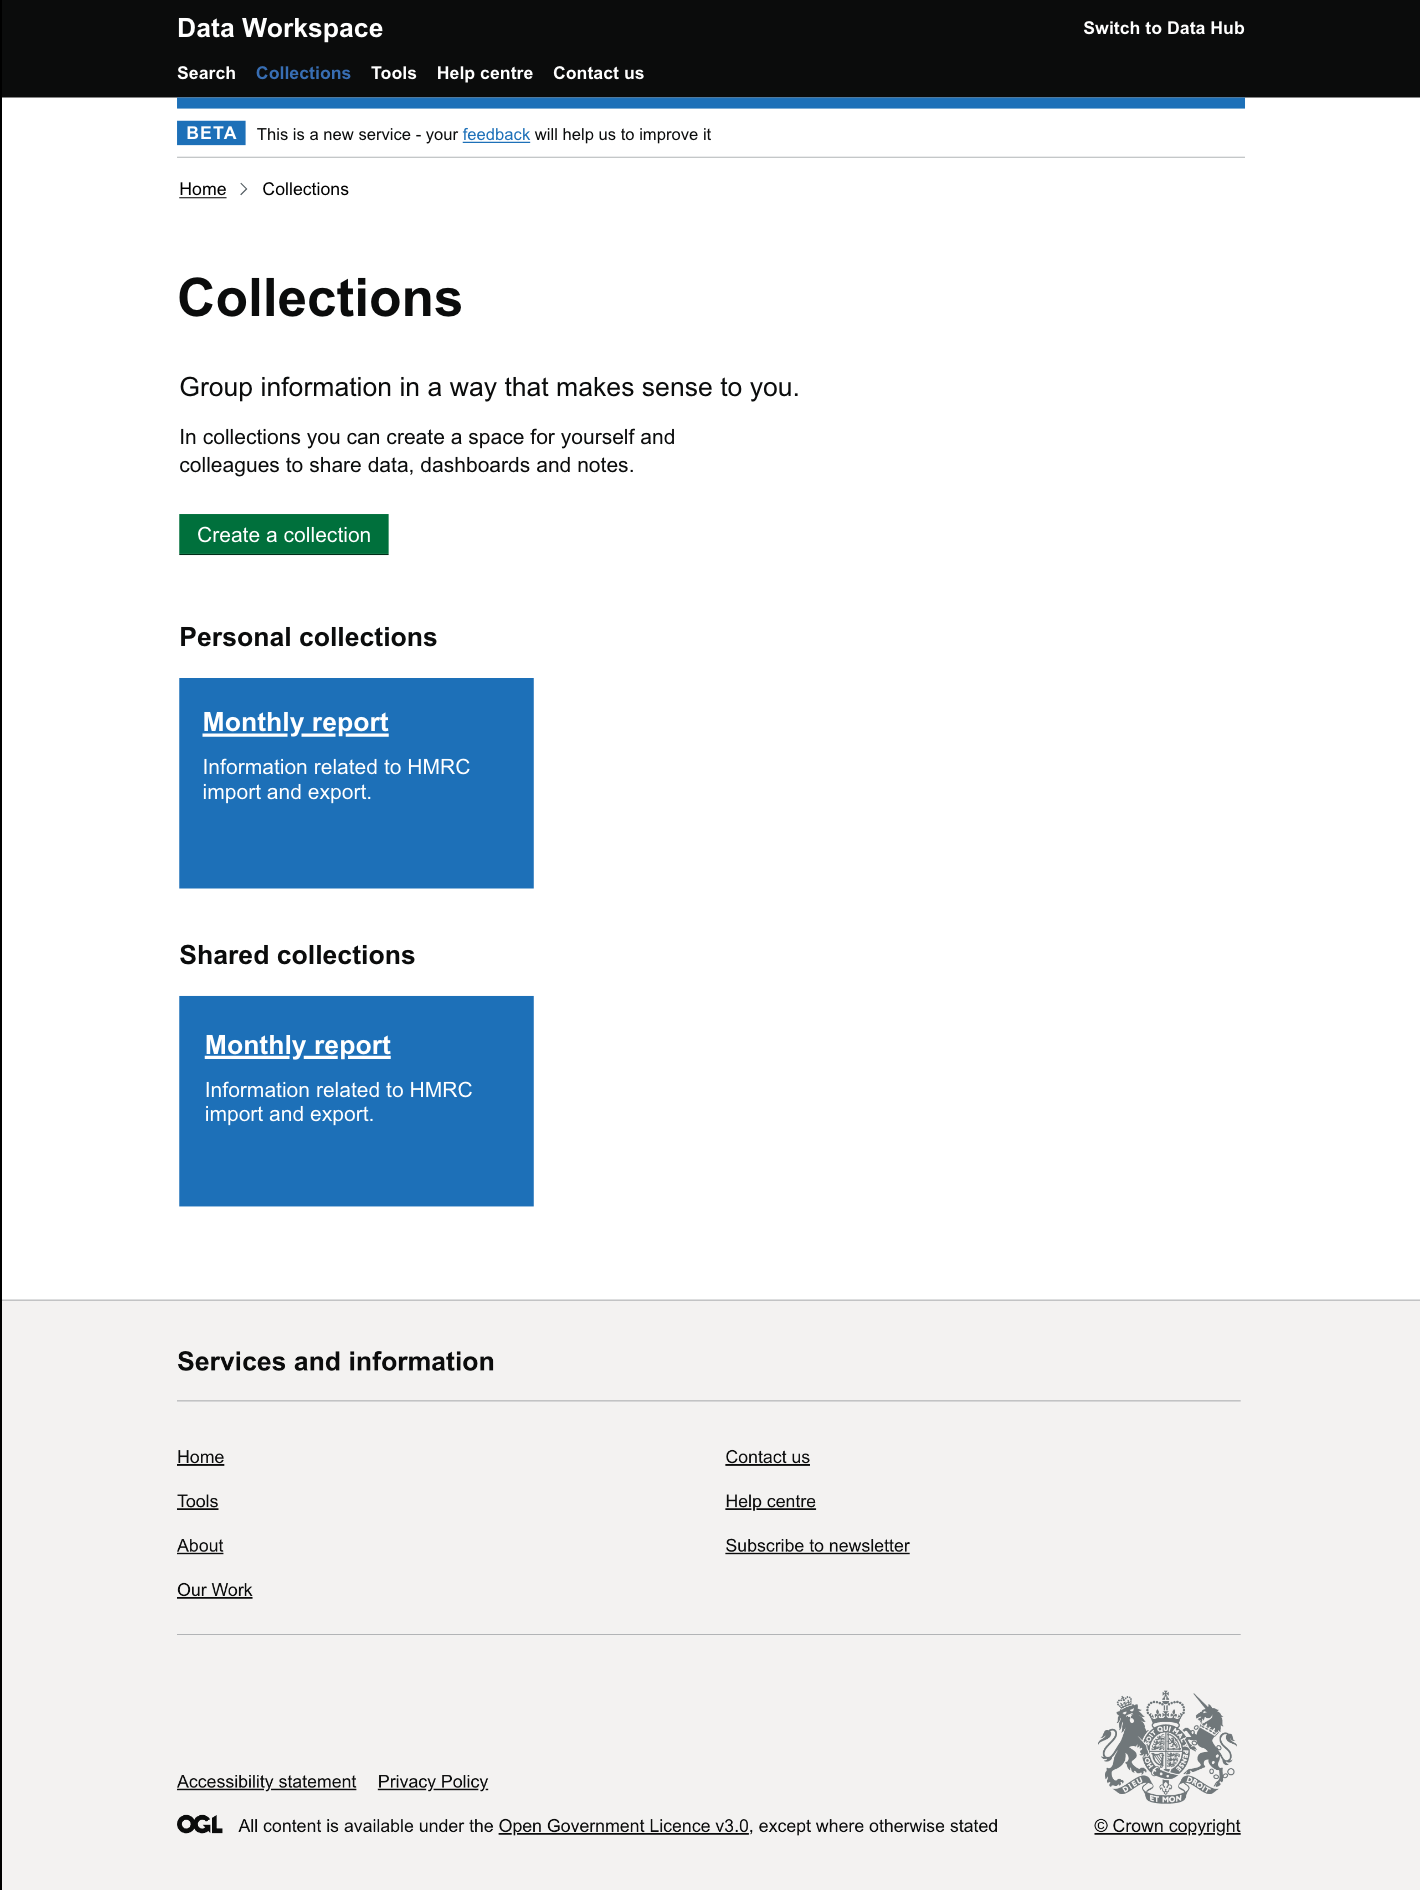 Data Workspace
Switch to Data Hub
Search Collections Tools Help centre Contact us
BETA This is a new service - your feedback will help us to improve it
Home Collections
Collections
Group information in a way that makes sense to you.
In collections you can create a space for yourself and
colleagues to share data, dashboards and notes.
Create a collection
Personal collections
Monthly report
Information related to HMRC
import and export.
Shared collections
Monthly report
Information related to HMRC
import and export.
Services and information
Home
Tools
About
Our Work
Contact us
Help centre
Subscribe to newsletter
DIEU ET MON DROIT
Accessibility statement Privacy Policy
OGL All content is available under the Open Government Licence v3.0, except where otherwise stated
© Crown copyright